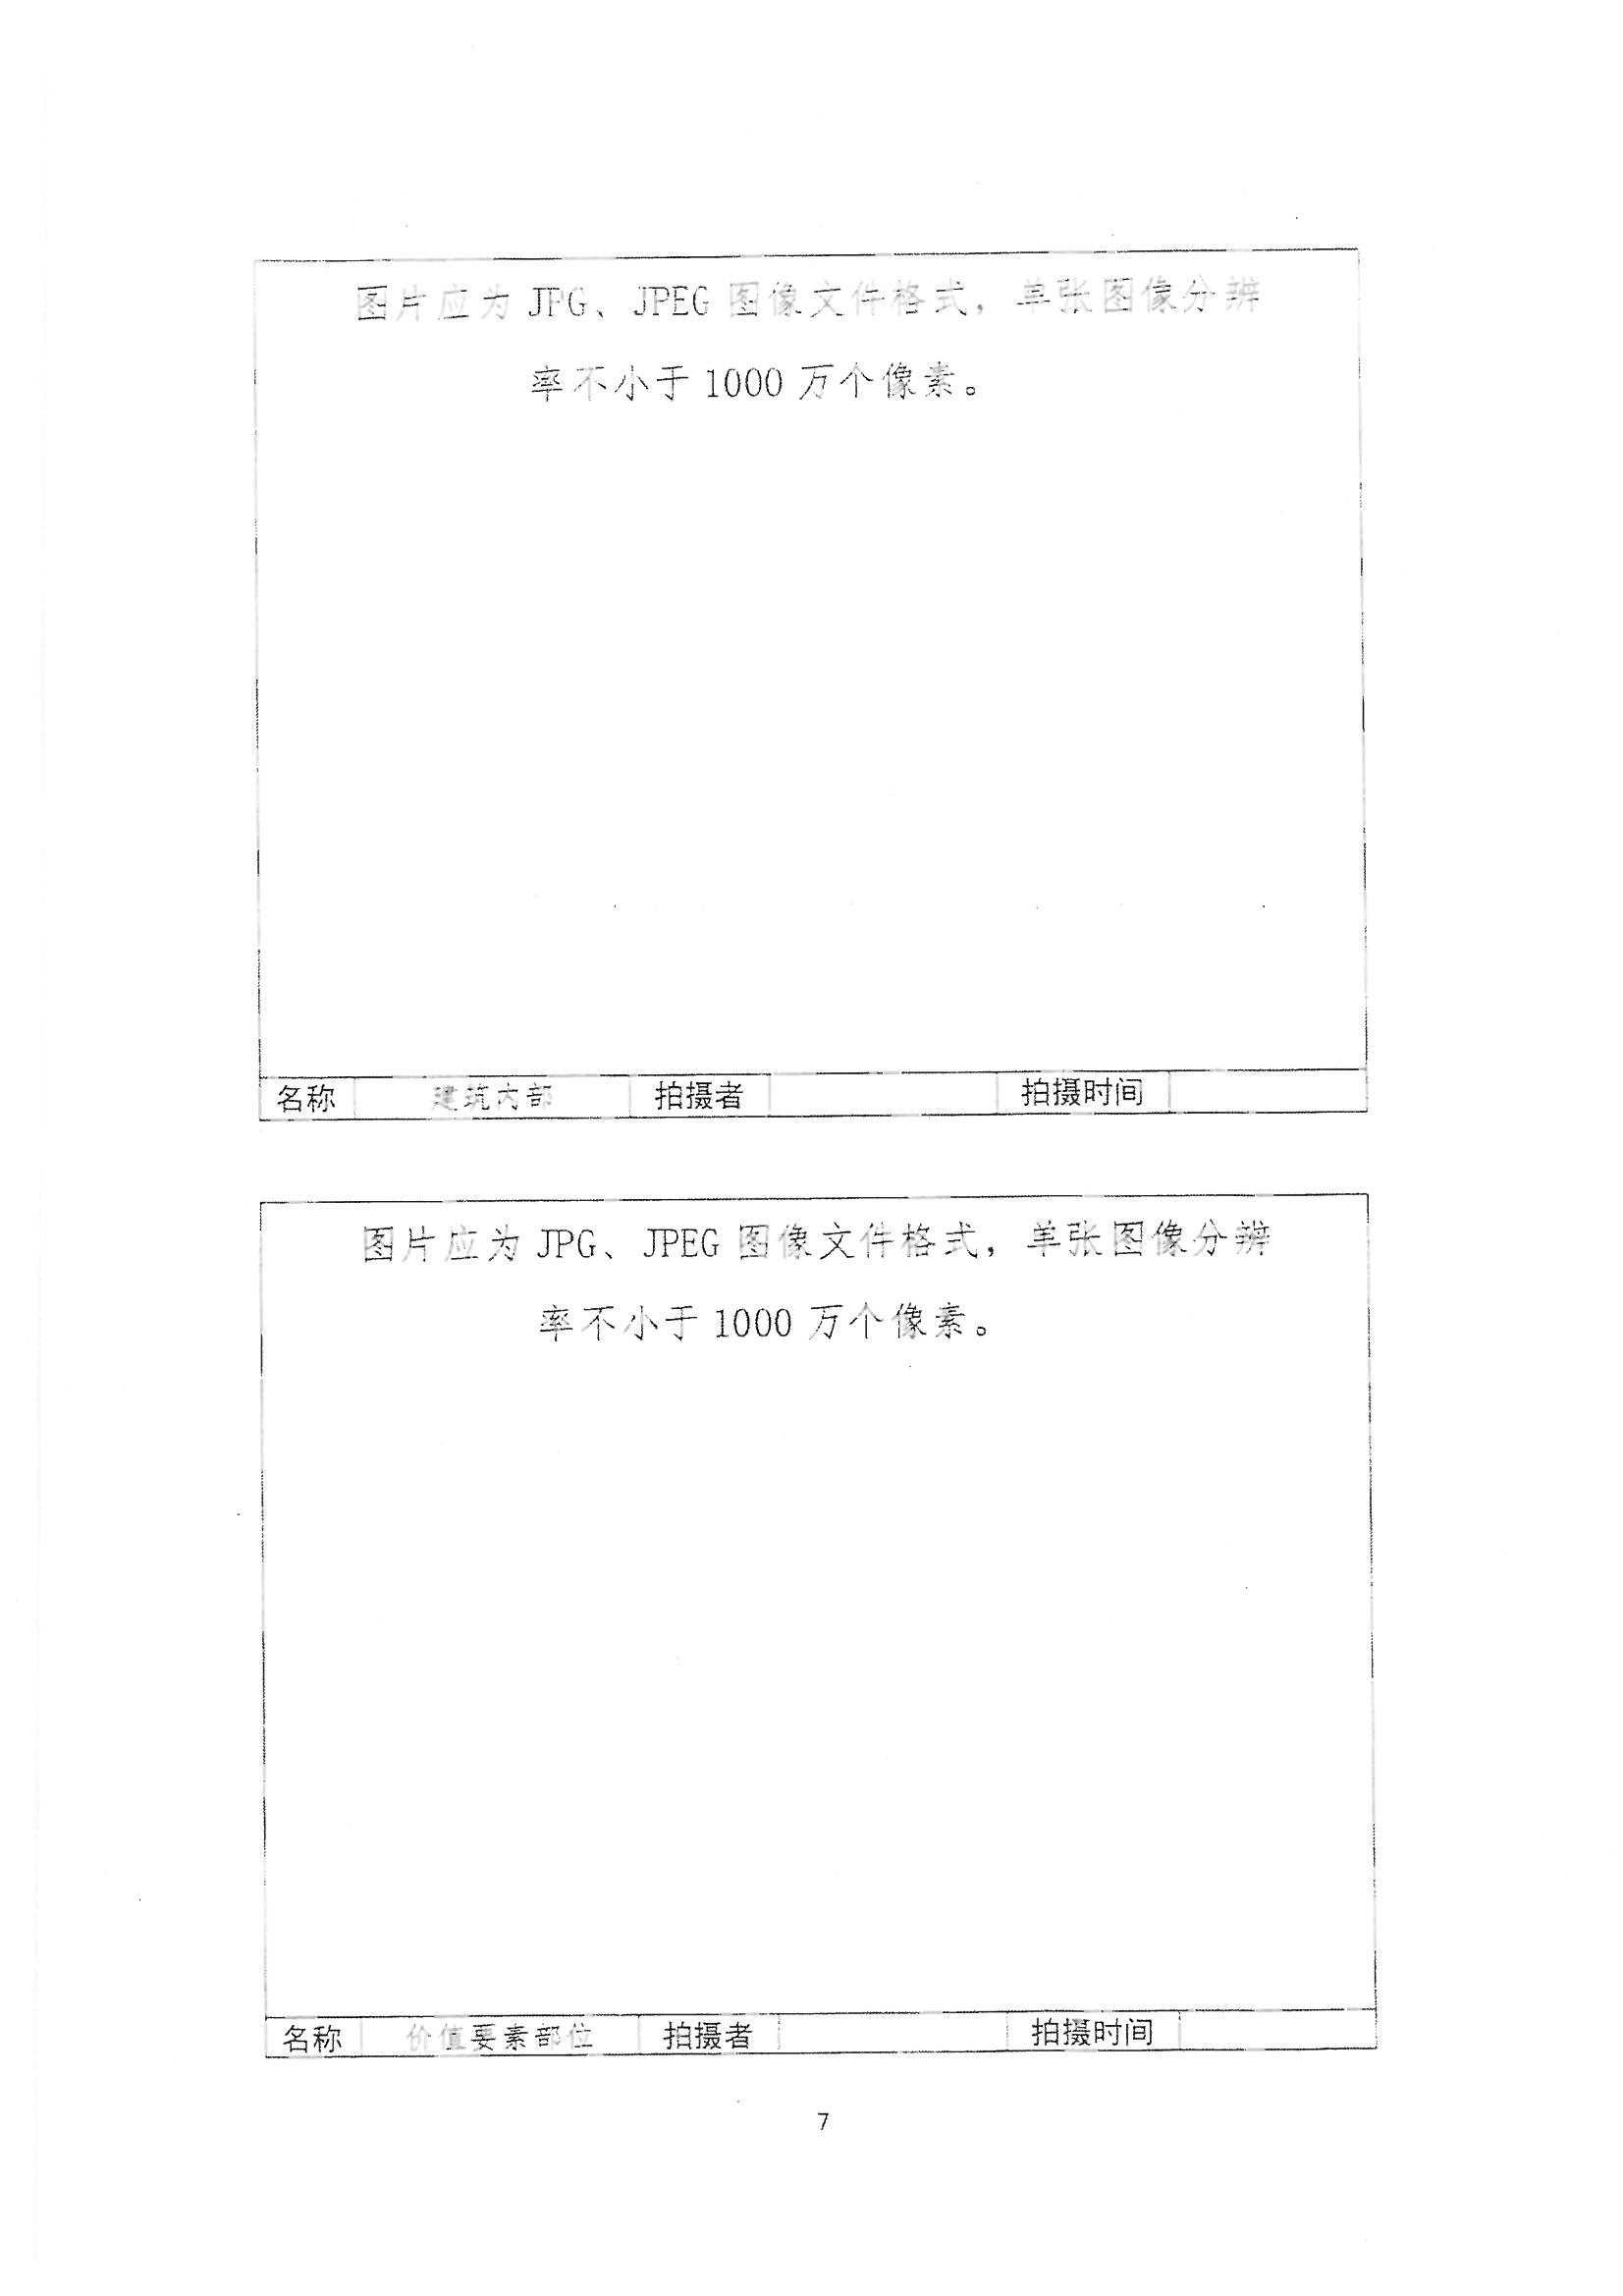 图片应为 JPG、JPEG 图像文件格式，单张图像分辨
率不小于 1000 万个像素。
名称 建筑内部 拍摄者 拍摄时间
图片应为 JPG、JPEG 图像文件格式，单张图像分辨
率不小于 1000 万个像素。
名称 价值要素部位 拍摄者 拍摄时间
7